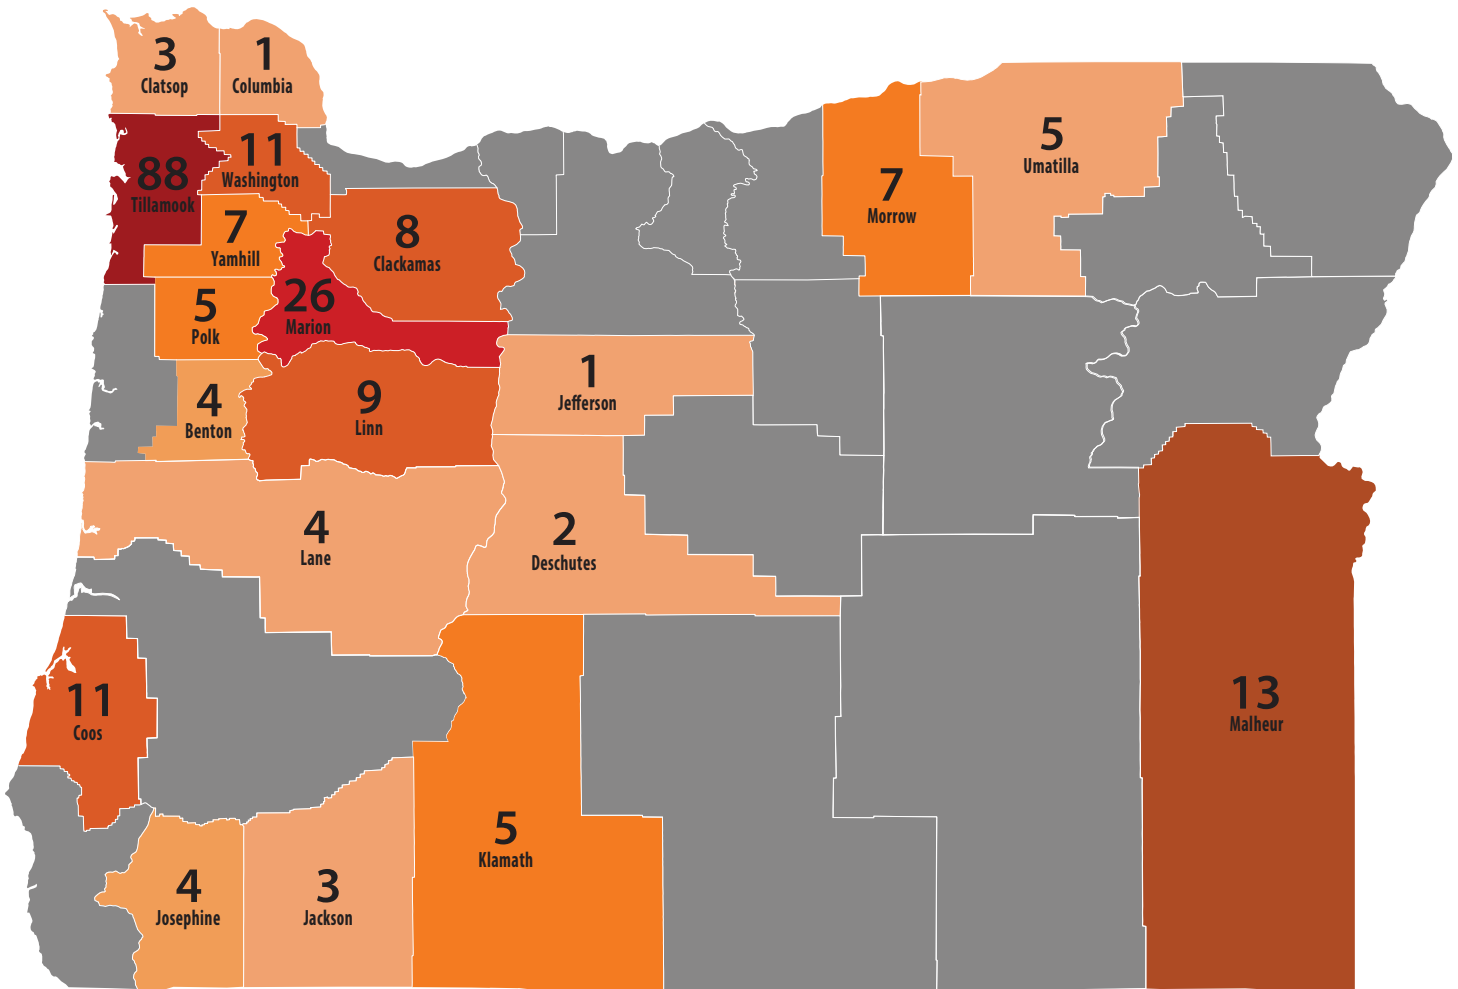 3
Clatsop
1
Columbia
88
Tillamook
11
Washington
7
Yamhill
8
Clackamas
7
Morrow
5
Umatilla
5
Polk
26
Marion
4
Benton
9
Linn
1
Jefferson
4
Lane
2
Deschutes
11
Coos
13
Malheur
4
Josephine
3
Jackson
5
Klamath